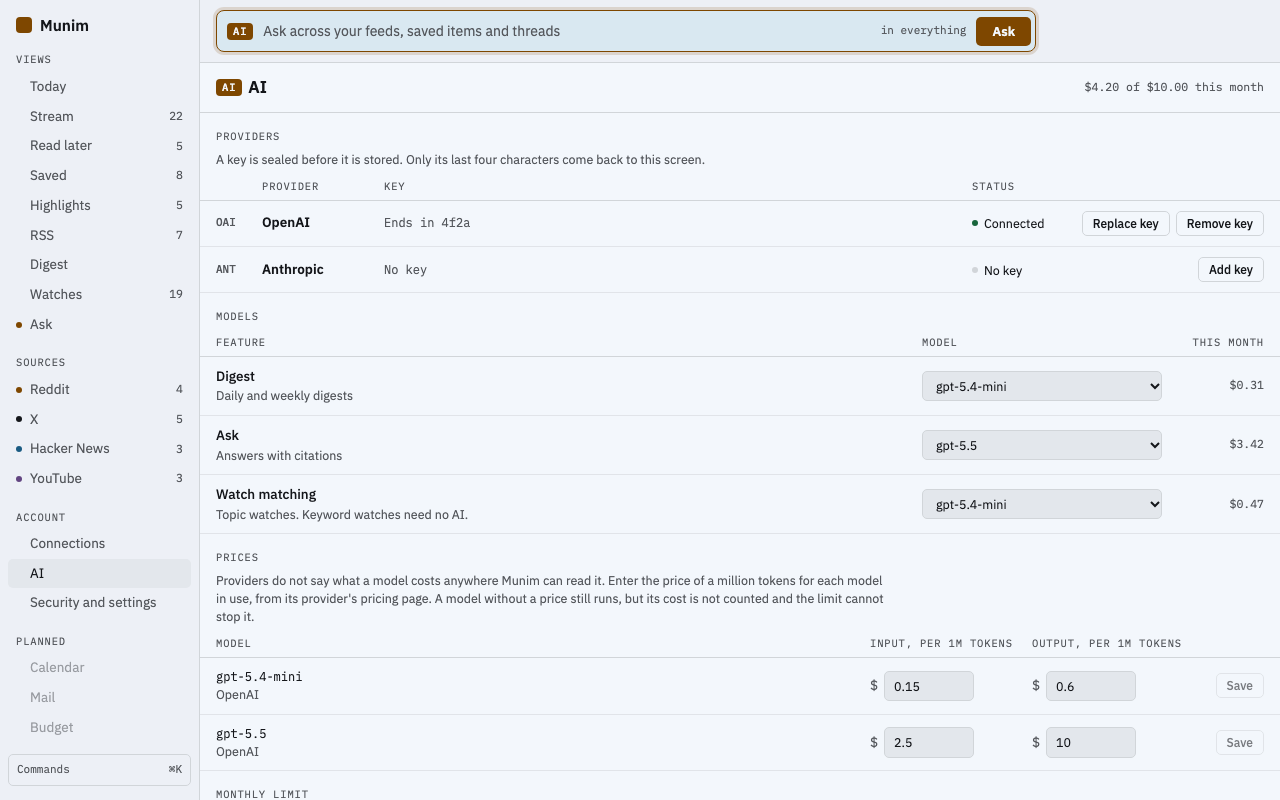 Munim
VIEWS
Today
Stream 22
Read later 5
Saved 8
Highlights 5
RSS 7
Digest
Watches 19
Ask
SOURCES
Reddit 4
X 5
Hacker News 3
YouTube 3
ACCOUNT
Connections
AI
Security and settings
PLANNED
Calendar
Mail
Budget
Commands ⌘K
AI Ask across your feeds, saved items and threads in everything Ask
AI AI $4.20 of $10.00 this month
PROVIDERS
A key is sealed before it is stored. Only its last four characters come back to this screen.
PROVIDER KEY STATUS
OAI OpenAI Ends in 4f2a Connected Replace key Remove key
ANT Anthropic No key No key Add key
MODELS
FEATURE MODEL THIS MONTH
Digest
Daily and weekly digests
gpt-5.4-mini $0.31
Ask
Answers with citations
gpt-5.5 $3.42
Watch matching
Topic watches. Keyword watches need no AI.
gpt-5.4-mini $0.47
PRICES
Providers do not say what a model costs anywhere Munim can read it. Enter the price of a million tokens for each model
in use, from its provider's pricing page. A model without a price still runs, but its cost is not counted and the limit cannot
stop it.
MODEL INPUT, PER 1M TOKENS OUTPUT, PER 1M TOKENS
gpt-5.4-mini
OpenAI
$ 0.15 $ 0.6 Save
gpt-5.5
OpenAI
$ 2.5 $ 10 Save
MONTHLY LIMIT